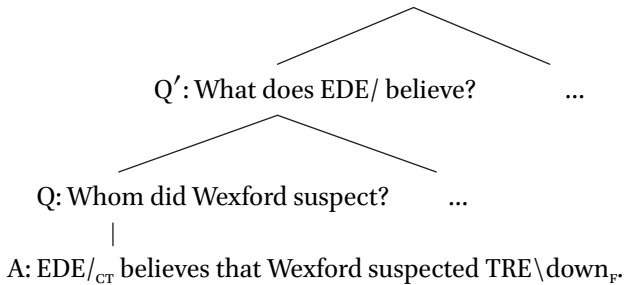 Q′: What does EDE/ believe? ...
Q: Whom did Wexford suspect? ...
A: EDE/CT believes that Wexford suspected TRE\downF.